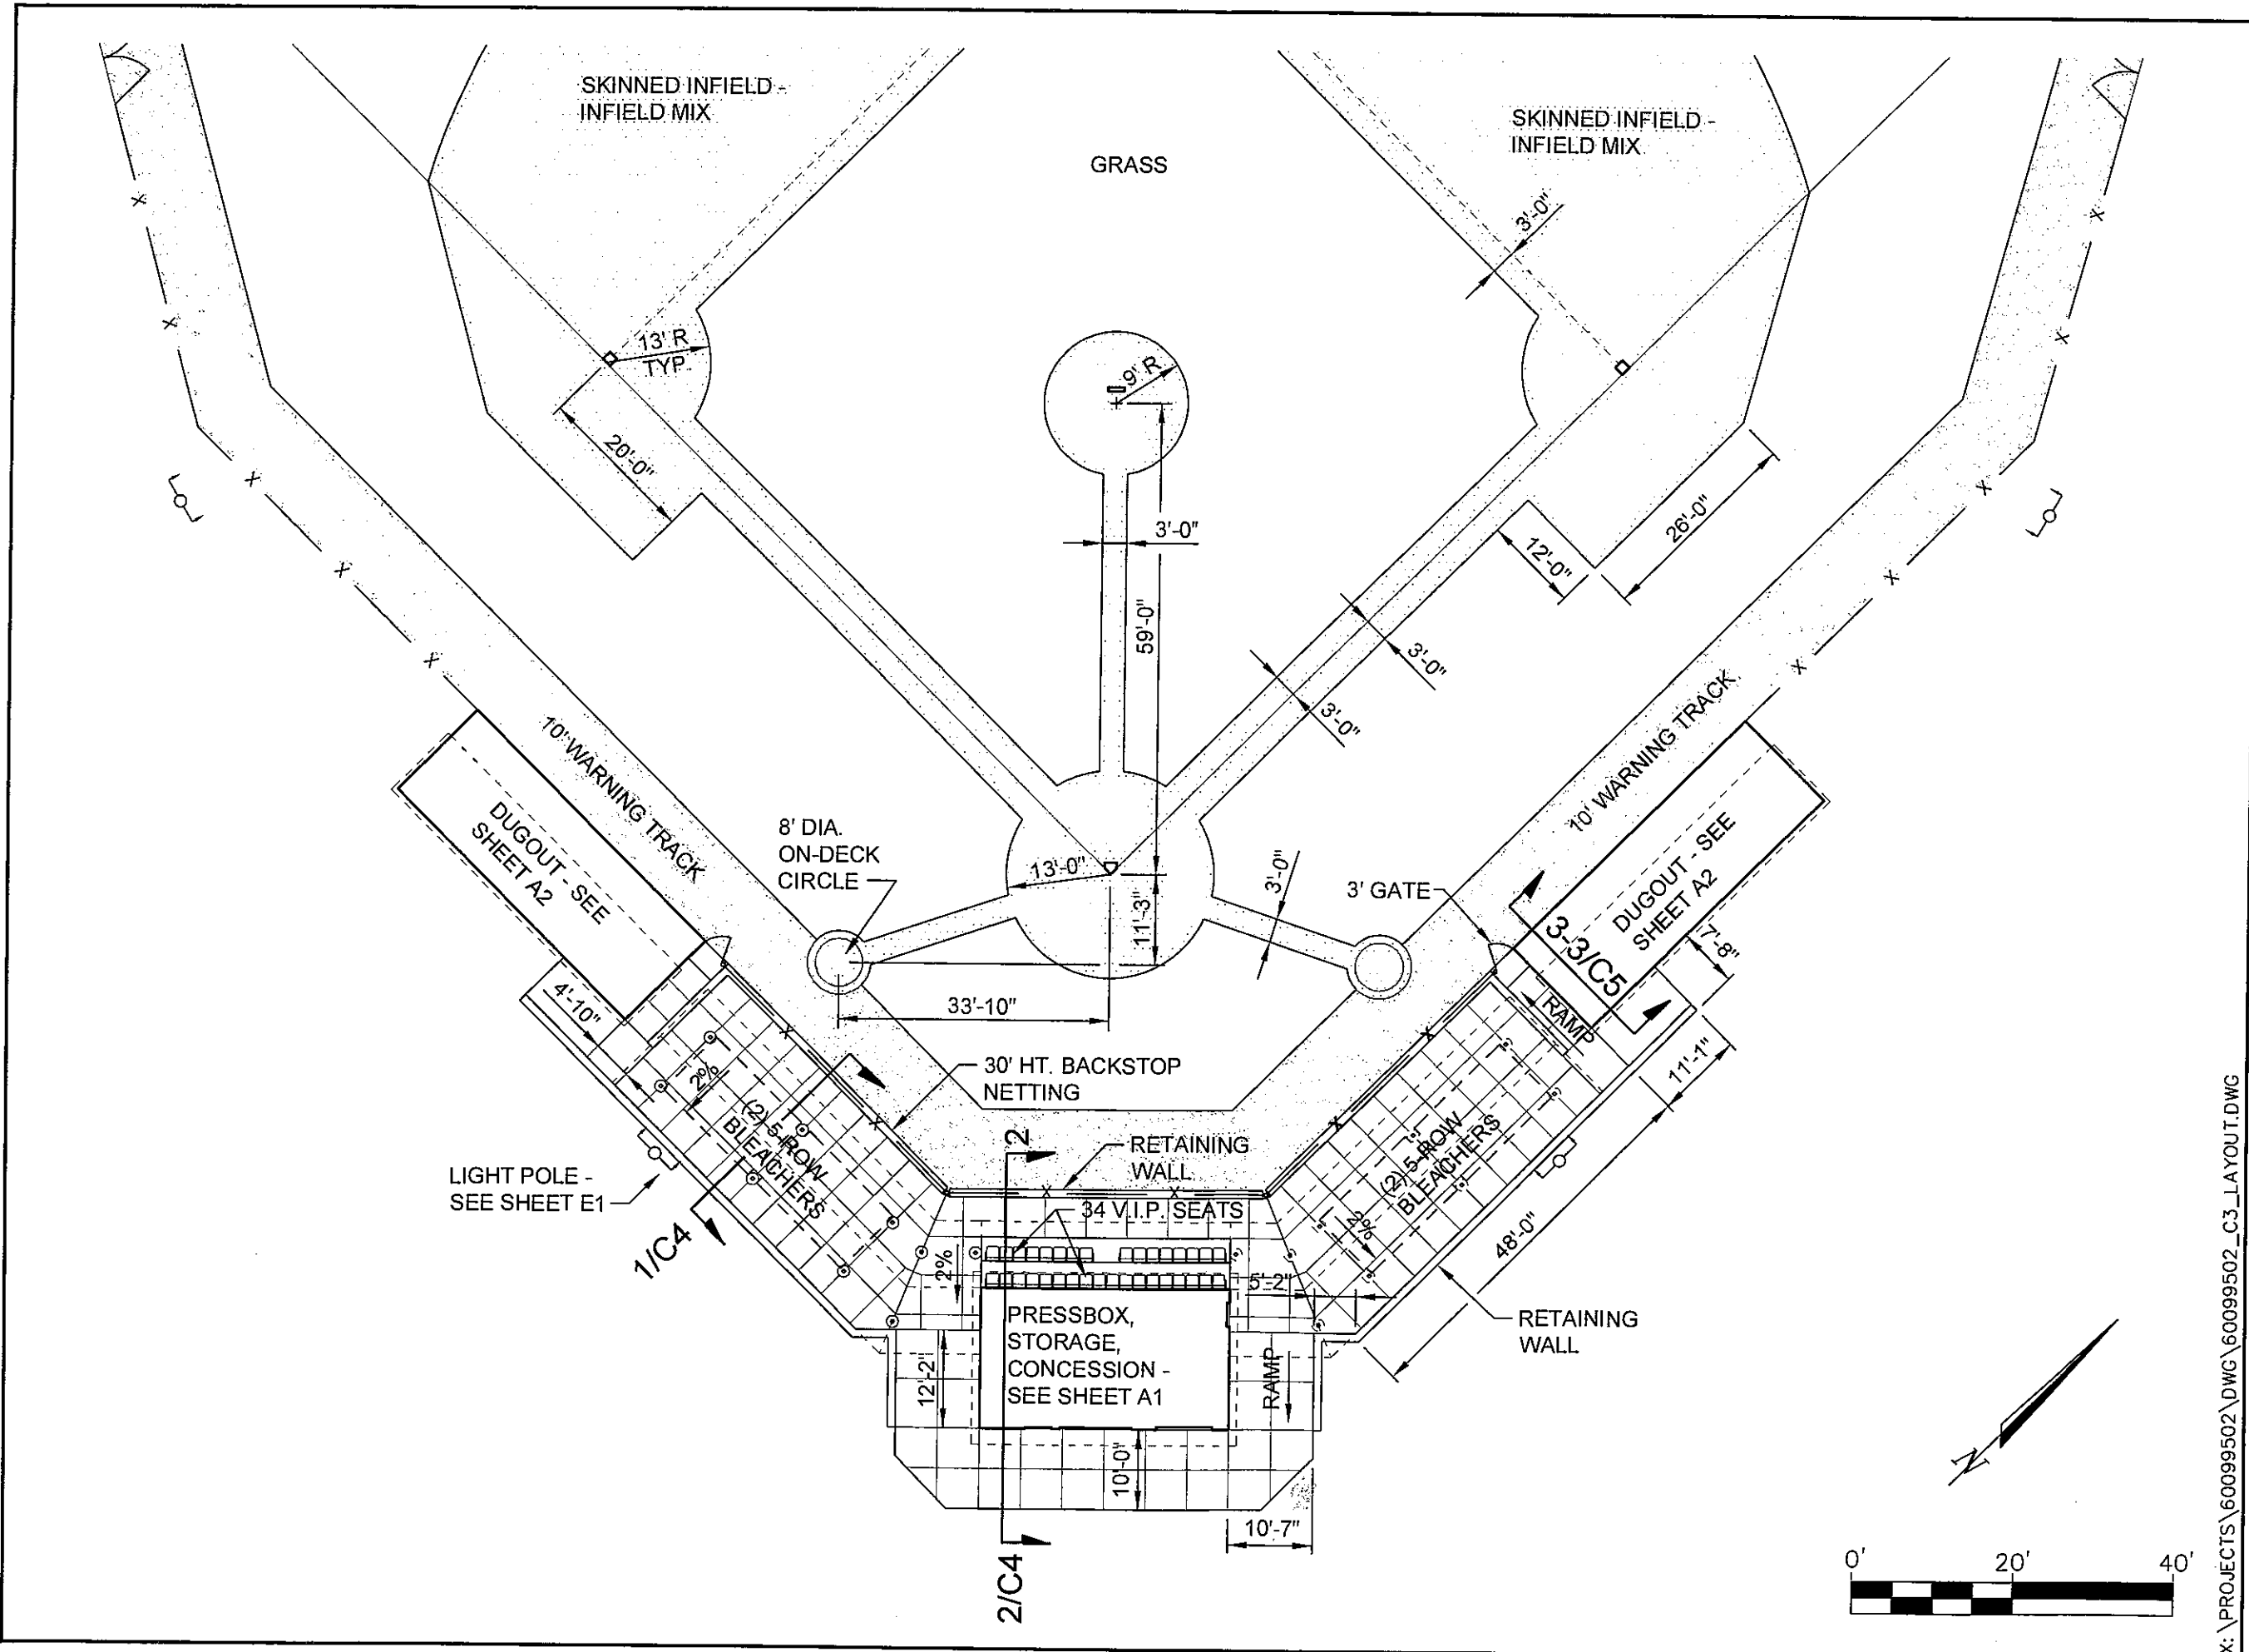 SKINNED INFIELD -
INFIELD MIX
SKINNED INFIELD -
INFIELD MIX
GRASS
3'-0"
13' R
TYP.
9' R
20'-0"
3'-0"
26'-0"
12'-0"
59'-0"
3'-0"
3'-0"
10' WARNING TRACK
10' WARNING TRACK
DUGOUT - SEE
SHEET A2
8' DIA.
ON-DECK
CIRCLE
13'-0"
11'-3"
3'-0"
3' GATE
DUGOUT - SEE
SHEET A2
3-3/C5
7'-8"
4'-10"
33'-10"
RAMP
11'-1"
2%
30' HT. BACKSTOP
NETTING
(2) 5-ROW
BLEACHERS
2
RETAINING
WALL
(2) 5-ROW
BLEACHERS
LIGHT POLE -
SEE SHEET E1
34 V.I.P. SEATS
1/C4
2%
2%
48'-0"
5'-2"
PRESSBOX,
STORAGE,
CONCESSION -
SEE SHEET A1
RETAINING
WALL
12'-2"
RAMP
10'-0"
10'-7"
2/C4
N
0' 20' 40'
X:\PROJECTS\60099502\DWG\60099502_C3_LAYOUT.DWG